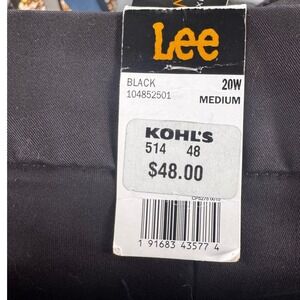 Lee
BLACK 20W
104852501 MEDIUM
KOHL'S
514 48
$48.00
1 91683 43577 4